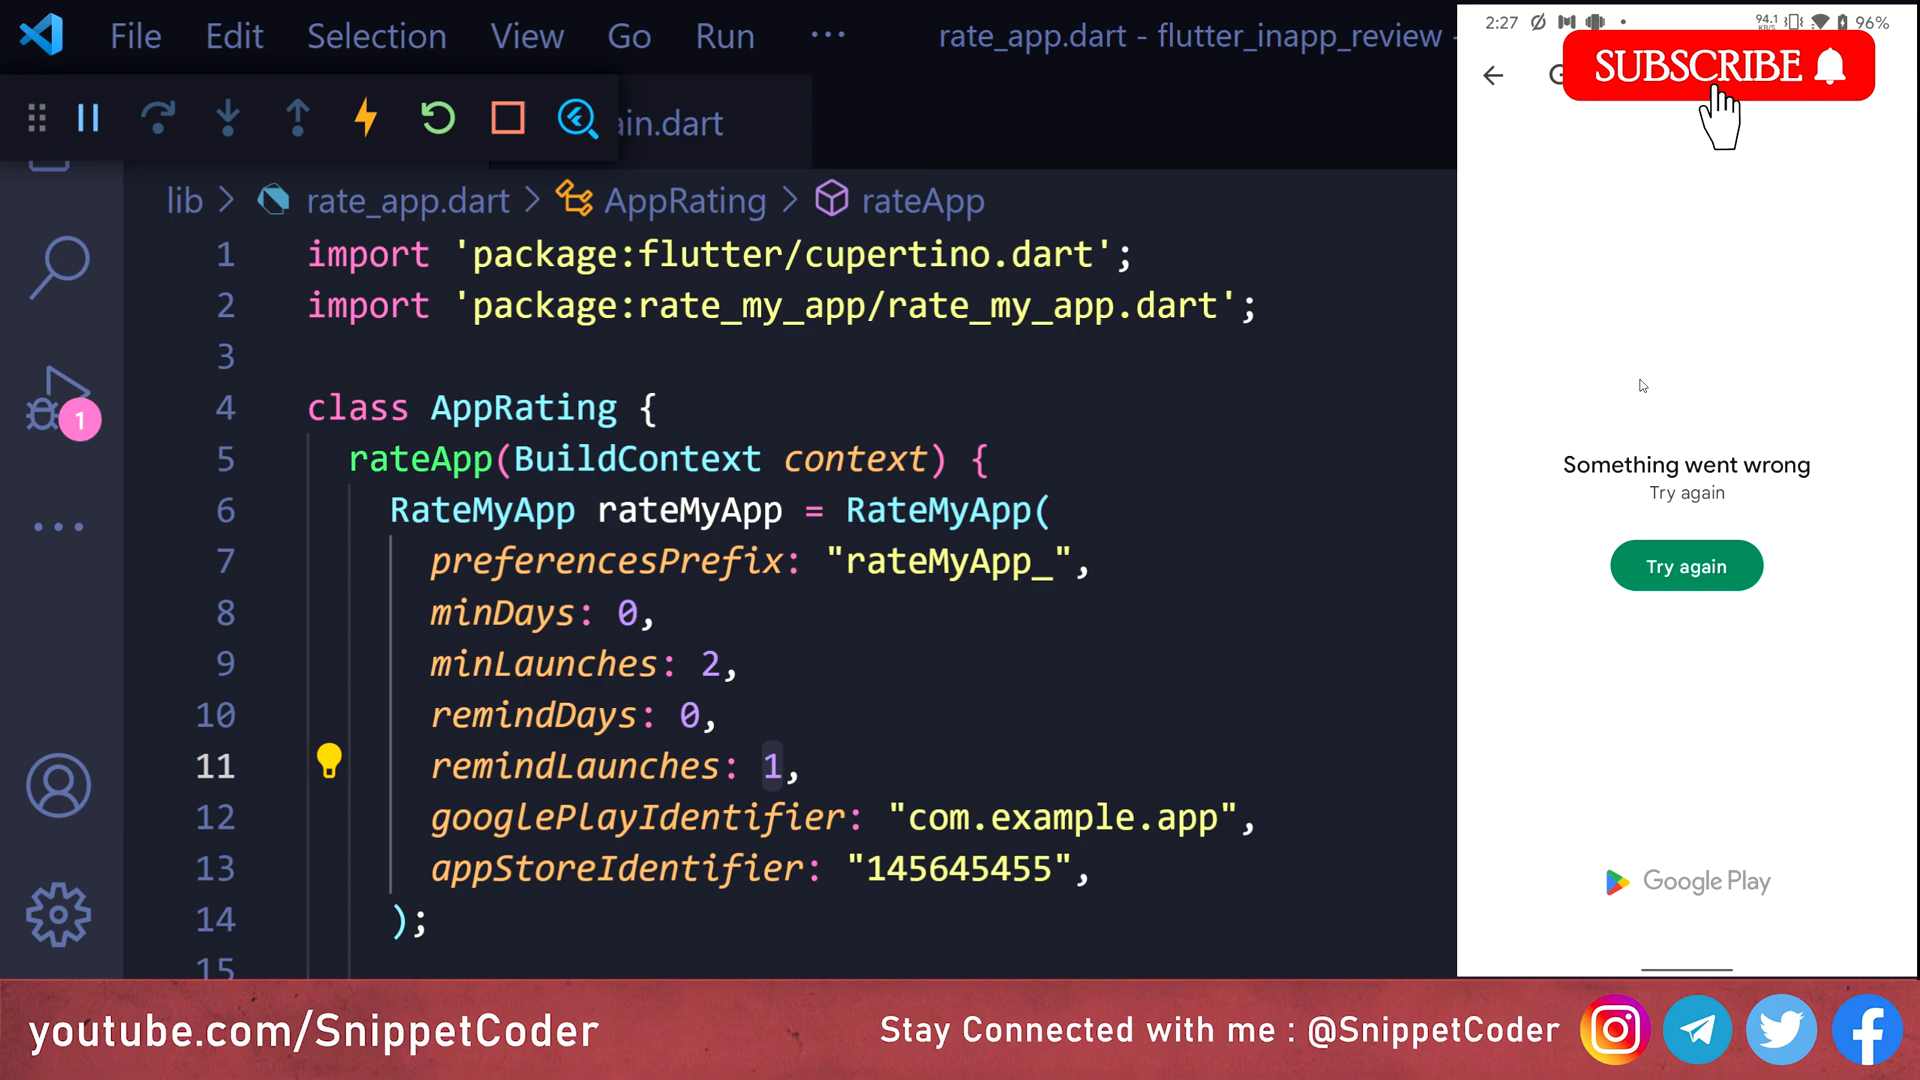 File Edit Selection View Go Run ··· rate_app.dart - flutter_inapp_review -
ain.dart
lib > rate_app.dart > AppRating > rateApp
1 import 'package:flutter/cupertino.dart';
2 import 'package:rate_my_app/rate_my_app.dart';
3
4 class AppRating {
5 rateApp(BuildContext context) {
6 RateMyApp rateMyApp = RateMyApp(
7 preferencesPrefix: "rateMyApp_",
8 minDays: 0,
9 minLaunches: 2,
10 remindDays: 0,
11 remindLaunches: 1,
12 googlePlayIdentifier: "com.example.app",
13 appStoreIdentifier: "145645455",
14 );
15
1
2:27 94.1 KB/S 96%
SUBSCRIBE
Something went wrong
Try again
Try again
Google Play
youtube.com/SnippetCoder
Stay Connected with me : @SnippetCoder